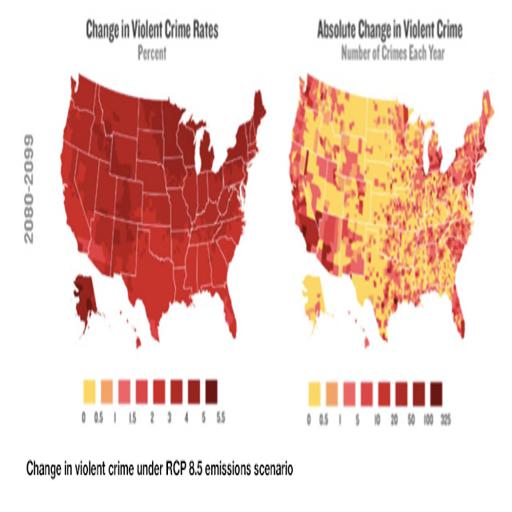 Change in Violent Crime Rates
Percent
Absolute Change in Violent Crime
Number of Crimes Each Year
2080-2099
0 0.5 1 1.5 2 3 4 5 5.5
0 0.5 1 5 10 20 50 100 325
Change in violent crime under RCP 8.5 emissions scenario